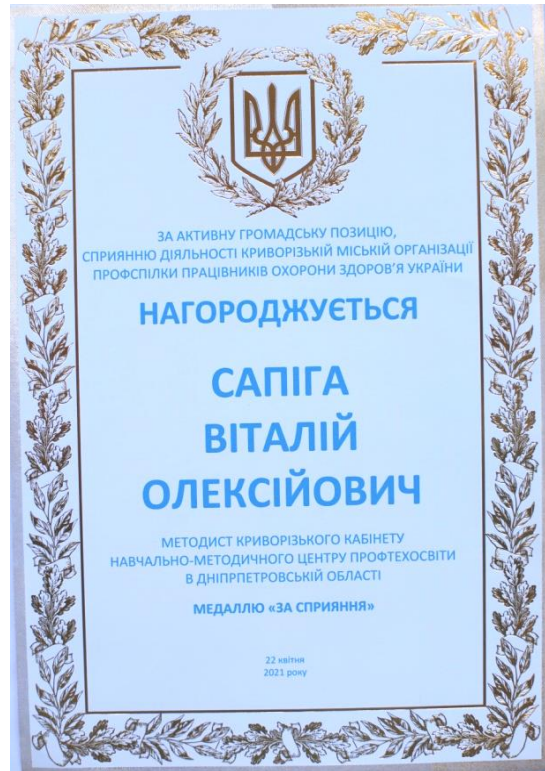 ЗА АКТИВНУ ГРОМАДСЬКУ ПОЗИЦІЮ,
СПРИЯННЮ ДІЯЛЬНОСТІ КРИВОРІЗЬКІЙ МІСЬКІЙ ОРГАНІЗАЦІЇ
ПРОФСПІЛКИ ПРАЦІВНИКІВ ОХОРОНИ ЗДОРОВ'Я УКРАЇНИ
НАГОРОДЖУЄТЬСЯ
САПІГА
ВІТАЛІЙ
ОЛЕКСІЙОВИЧ
МЕТОДИСТ КРИВОРІЗЬКОГО КАБІНЕТУ
НАВЧАЛЬНО-МЕТОДИЧНОГО ЦЕНТРУ ПРОФТЕХОСВІТИ
В ДНІПРПЕТРОВСЬКІЙ ОБЛАСТІ
МЕДАЛЛЮ «ЗА СПРИЯННЯ»
22 квітня
2021 року